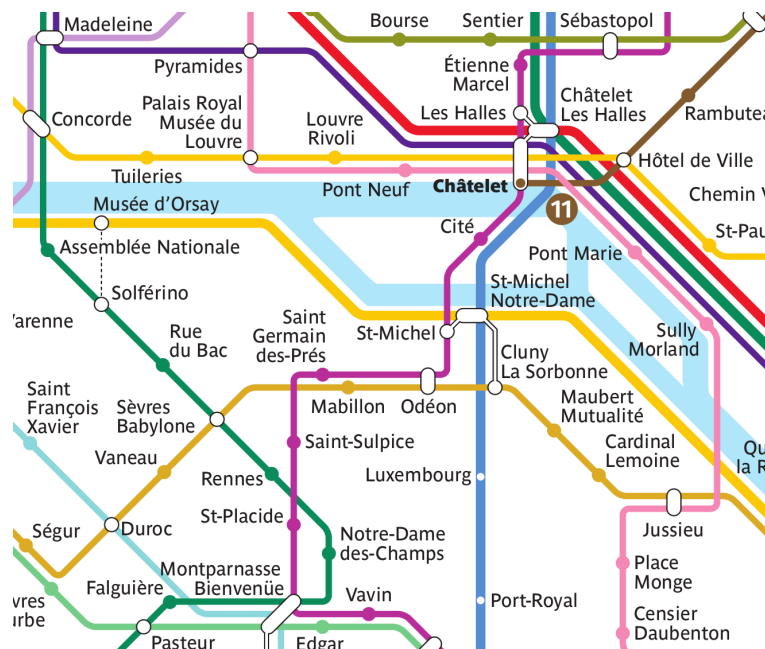 Madeleine
Bourse
Sentier
Sébastopol
Pyramides
Étienne
Marcel
Palais Royal
Musée du
Louvre
Louvre
Rivoli
Les Halles
Châtelet
Les Halles
Concorde
Hôtel de Ville
Tuileries
Pont Neuf
Châtelet
Chemin
Musée d'Orsay
11
Cité
Assemblée Nationale
Pont Marie
Solférino
St-Michel
Notre-Dame
Rue
du Bac
Saint
Germain
des-Prés
St-Michel
Sully
Morland
Cluny
La Sorbonne
Saint
François
Xavier
Sèvres
Babylone
Mabillon
Odéon
Maubert
Mutualité
Saint-Sulpice
Cardinal
Lemoine
Vaneau
Rennes
Luxembourg
St-Placide
Ségur
Duroc
Notre-Dame
des-Champs
Jussieu
Montparnasse
Bienvenüe
Falguière
Vavin
Place
Monge
Port-Royal
Censier
Daubenton
Pasteur
Edgar